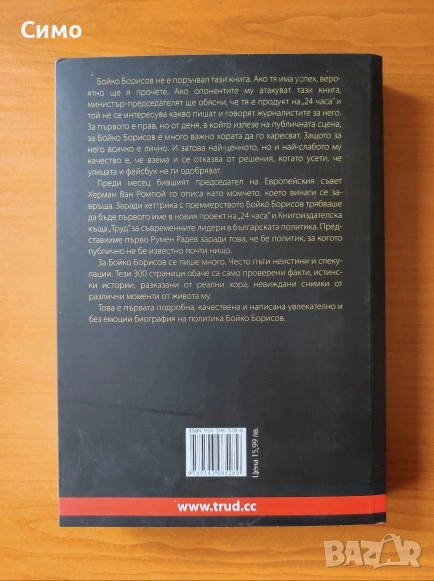 Симо
Бойко Борисов не е поръчвал тази книга. Ако тя има успех, веро-
ятно ще я прочете. Ако опонентите му атакуват тази книга,
министър-председателят ще обясни, че тя е продукт на „24 часа" и
той не се интересува какво пишат и говорят журналистите за него.
За първото е прав, но от деня, в който излезе на публичната сцена,
за Бойко Борисов е много важно хората да го харесват. Защото за
него всичко е лично. И затова най-ценното, но и най-слабото му
качество е, че взема и се отказва от решения, когато усети, че
улицата и фейсбук не ги одобряват.
Преди месец бившият председател на Европейския съвет
Херман Ван Ромпой го описа като момчето, което винаги се за-
връща. Заради хеттрика с премиерството Бойко Борисов трябваше
да бъде първото име в новия проект на „24 часа" и Книгоиздателска
къща „Труд" за съвременните лидери в българската политика. Пред-
ставихме първо Румен Радев заради това, че бе политик, за когото
публично не бе известно почти нищо.
За Бойко Борисов се пише много. Често пъти неистини и спеку-
лации. Тези 300 страници обаче са само проверени факти, истин-
ски истории, разказани от реални хора, невиждани снимки от
различни моменти от живота му.
Това е първата подробна, качествена и написана увлекателно и
без емоции биография на политика Бойко Борисов.
Цена 15,99 лв.
www.trud.cc
BAZAR